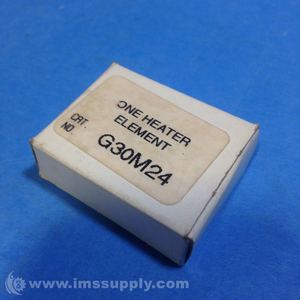 ONE HEATER
ELEMENT
CAT.
NO.
G30M24
© www.imssupply.com